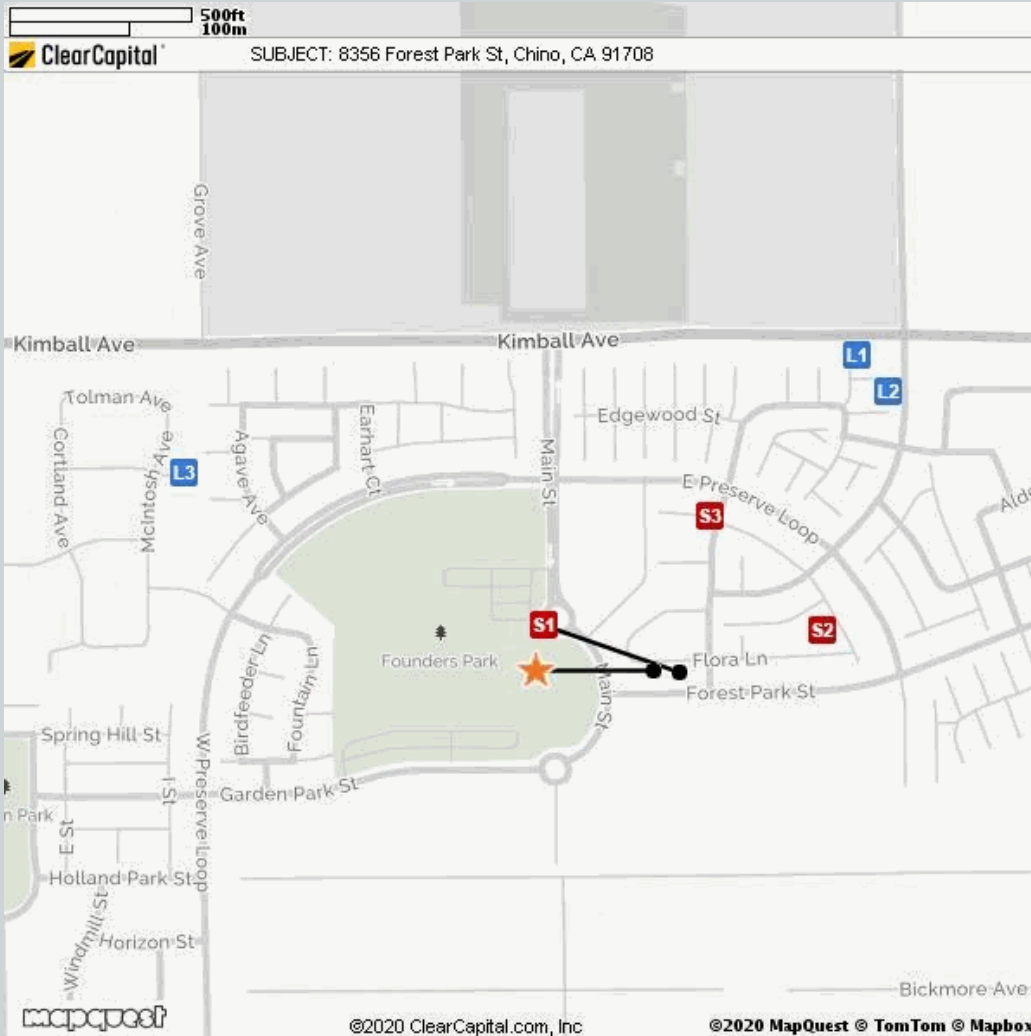 500ft
100m
ClearCapital SUBJECT: 8356 Forest Park St, Chino, CA 91708
Grove Ave
Kimball Ave
Kimball Ave
L1
L2
Tolman Ave
Edgewood St
Earhart Ct
Cortland Ave
McIntosh Ave
Agave Ave
Main St
L3
E Preserve Loop
S3
S1
S2
Founders Park
Flora Ln
Forest Park St
Main St
Birdfeeder Ln
Fountain Ln
Spring Hill St
W Preserve Loop
I St
Garden Park St
n Park
E St
Holland Park St
Windmill St
Horizon St
Bickmore Ave
mapquest
©2020 ClearCapital.com, Inc
©2020 MapQuest © TomTom © Mapbox